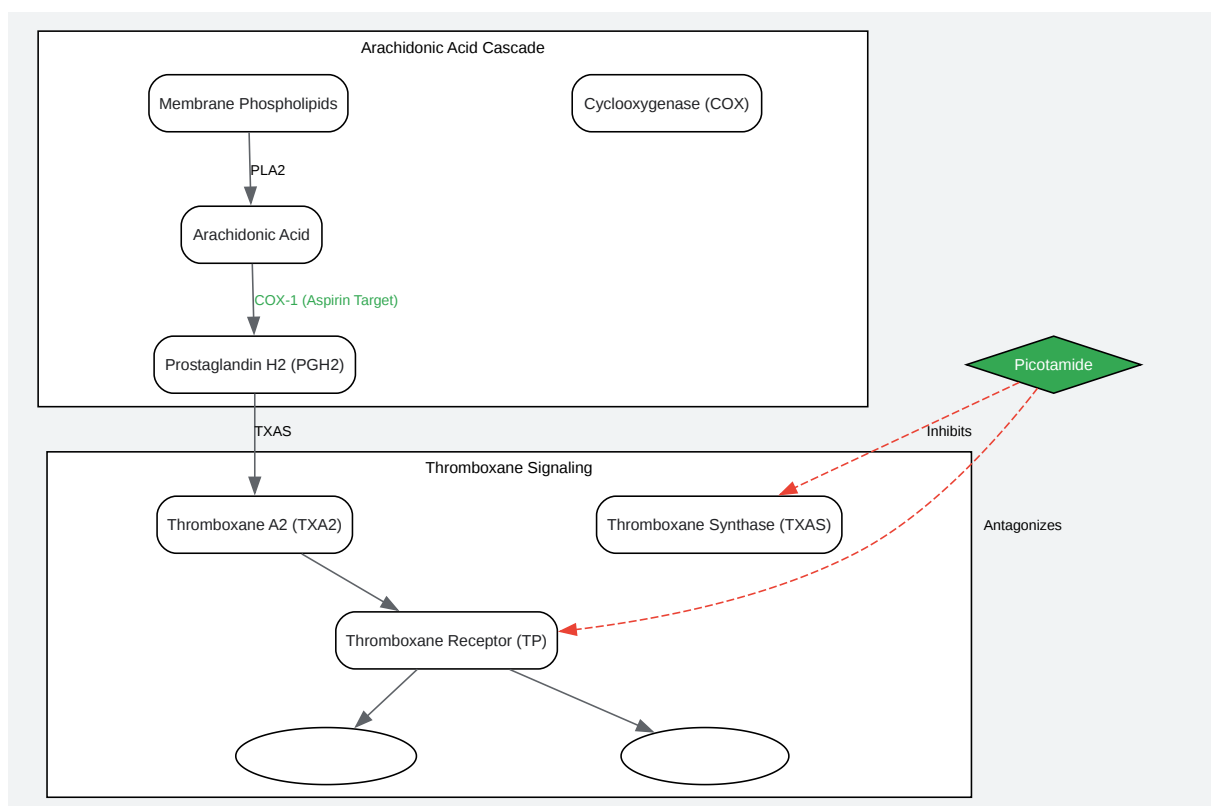 Arachidonic Acid Cascade
Membrane Phospholipids
Cyclooxygenase (COX)
PLA2
Arachidonic Acid
COX-1 (Aspirin Target)
Prostaglandin H2 (PGH2)
Picotamide
TXAS
Inhibits
Thromboxane Signaling
Thromboxane A2 (TXA2)
Thromboxane Synthase (TXAS)
Antagonizes
Thromboxane Receptor (TP)